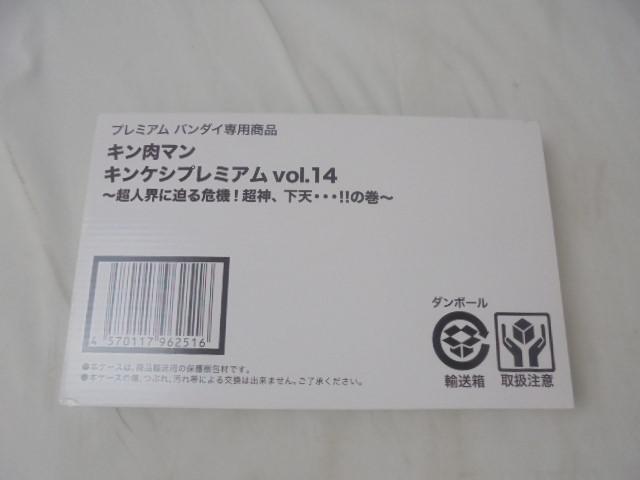 プレミアム バンダイ専用商品
キン肉マン
キンケシプレミアム vol.14
〜超人界に迫る危機！超神、下天・・・!!の巻〜
4 570117 962516
ダンボール
輸送箱
取扱注意
●本ケースは、商品輸送用の保護梱包材です。
●本ケースの傷、つぶれ、汚れ等による交換は出来ません。ご了承ください。